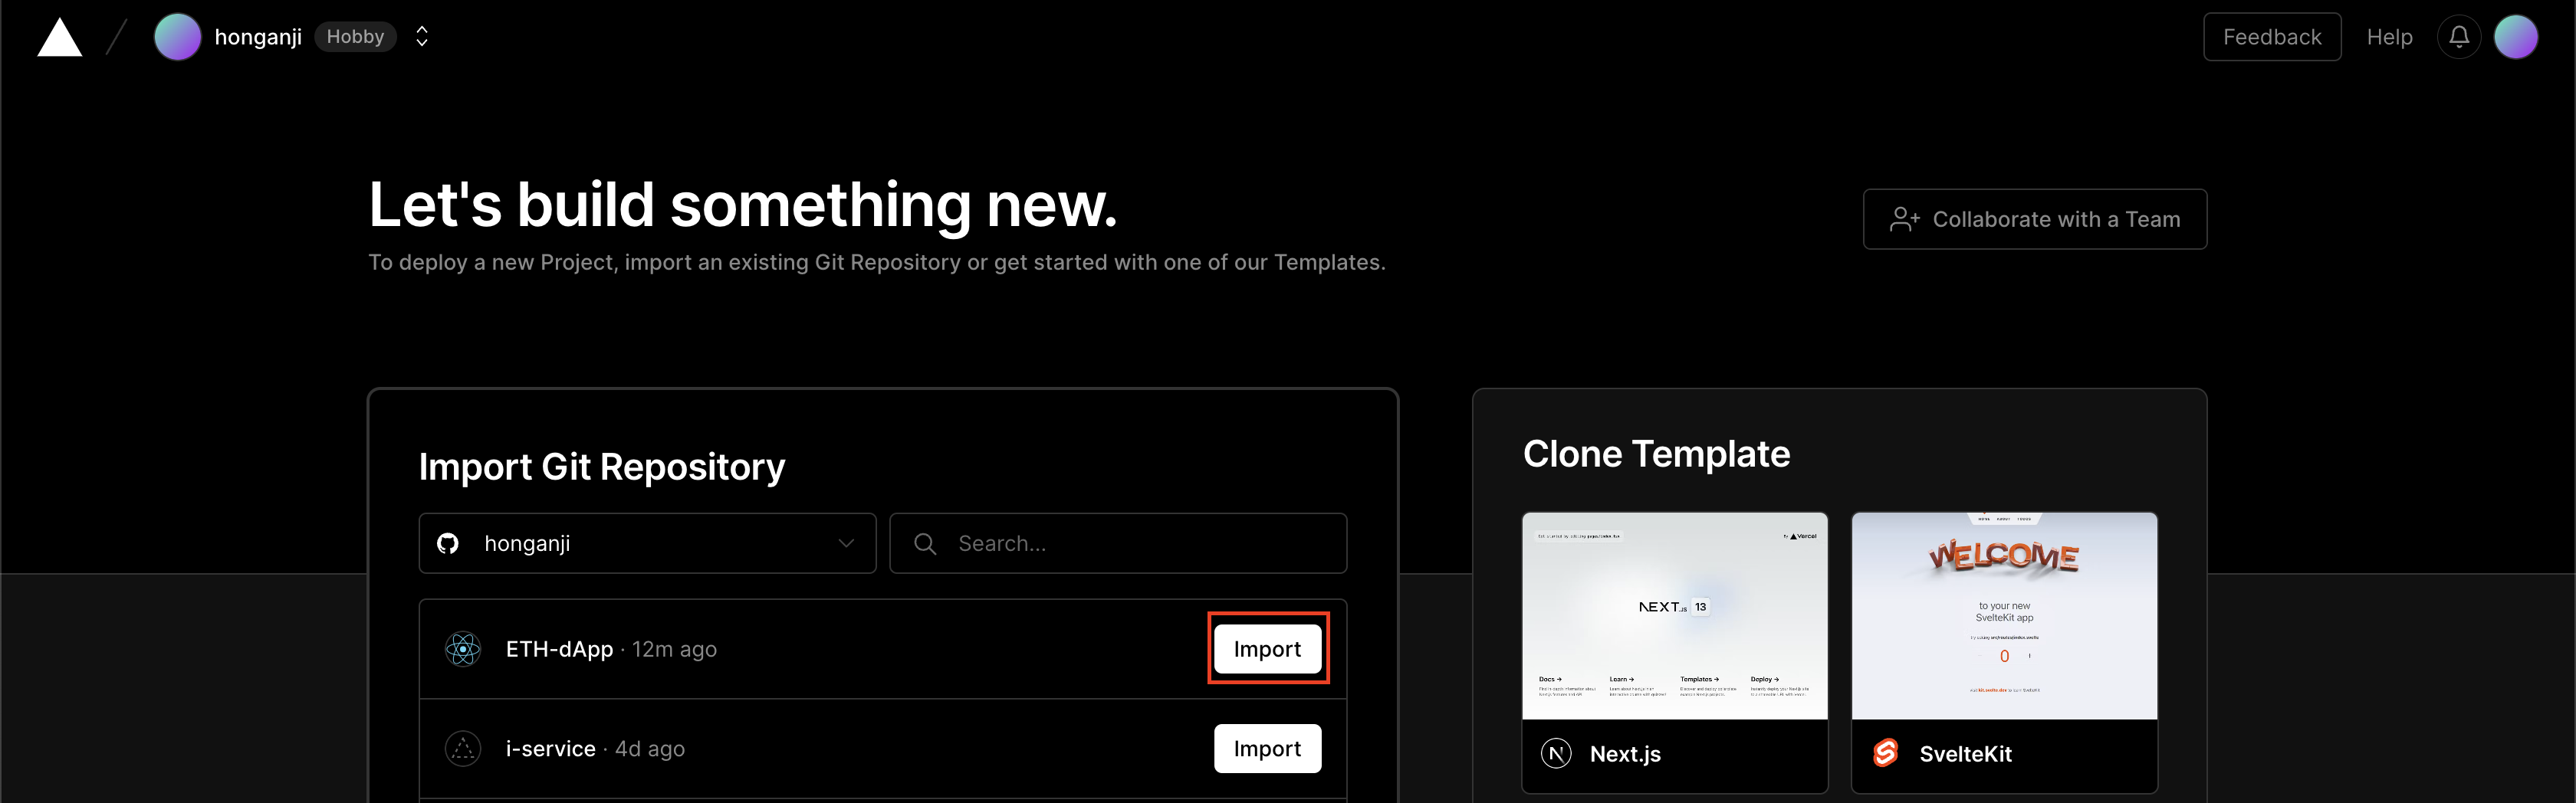 honganji Hobby
Feedback Help
Let's build something new.
To deploy a new Project, import an existing Git Repository or get started with one of our Templates.
Collaborate with a Team
Import Git Repository
honganji
Search...
ETH-dApp · 12m ago
Import
i-service · 4d ago
Import
Clone Template
Vercel
NEXT.JS 13
Docs →
Learn →
Templates →
Deploy →
Next.js
WELCOME
to your new
SvelteKit app
0
SvelteKit